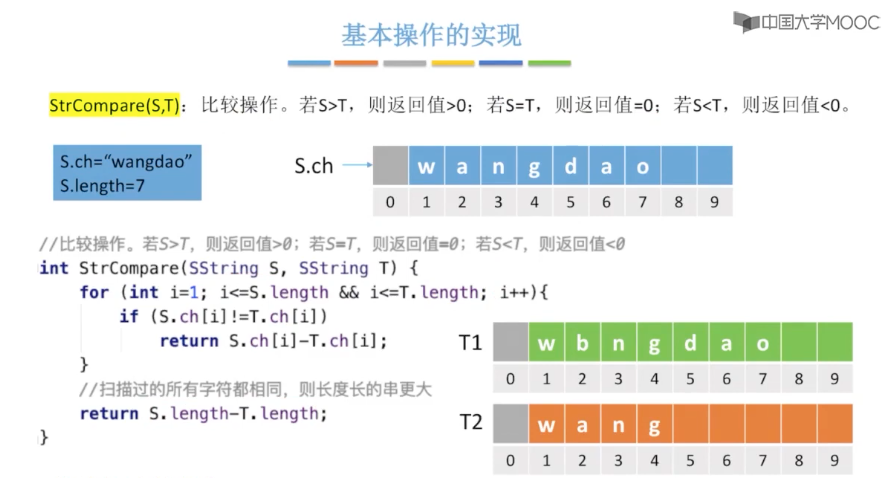 中国大学MOOC
基本操作的实现
StrCompare(S,T)：比较操作。若S>T，则返回值>0；若S=T，则返回值=0；若S<T，则返回值<0。
S.ch=“wangdao”
S.length=7
S.ch w a n g d a o
0 1 2 3 4 5 6 7 8 9
//比较操作。若S>T，则返回值>0；若S=T，则返回值=0；若S<T，则返回值<0
int StrCompare(SString S, SString T) {
for (int i=1; i<=S.length && i<=T.length; i++){
if (S.ch[i]!=T.ch[i])
return S.ch[i]-T.ch[i];
}
//扫描过的所有字符都相同，则长度长的串更大
return S.length-T.length;
}
T1 w b n g d a o
0 1 2 3 4 5 6 7 8 9
T2 w a n g
0 1 2 3 4 5 6 7 8 9